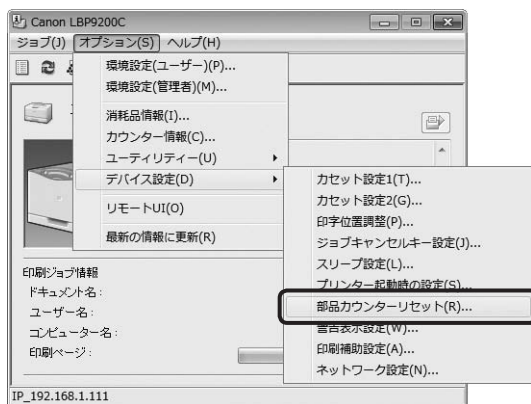 Canon LBP9200C
ジョブ(J) オプション(S) ヘルプ(H)
環境設定(ユーザー)(P)...
環境設定(管理者)(M)...
消耗品情報(I)...
カウンター情報(C)...
ユーティリティー(U)
デバイス設定(D)
リモートUI(O)
最新の情報に更新(R)
カセット設定1(T)...
カセット設定2(G)...
印字位置調整(P)...
ジョブキャンセルキー設定(J)...
スリープ設定(L)...
プリンター起動時の設定(S)...
部品カウンターリセット(R)...
警告表示設定(W)...
印刷補助設定(A)...
ネットワーク設定(N)...
印刷ジョブ情報
ドキュメント名:
ユーザー名:
コンピューター名:
印刷ページ:
IP_192.168.1.111